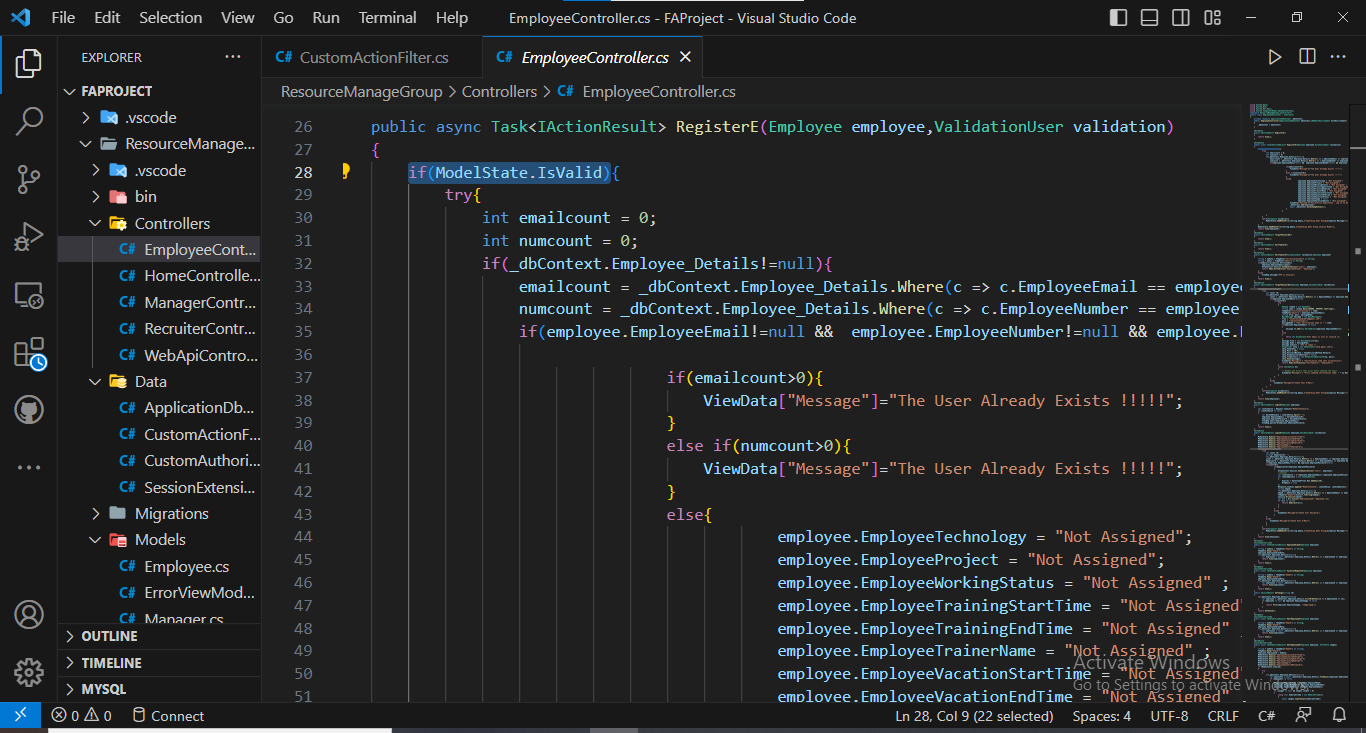 File Edit Selection View Go Run Terminal Help EmployeeController.cs - FAProject - Visual Studio Code
EXPLORER
FAPROJECT
.vscode
ResourceManage...
.vscode
bin
Controllers
C# EmployeeCont...
C# HomeControlle...
C# ManagerContr...
C# RecruiterContr...
C# WebApiContro...
Data
C# ApplicationDb...
C# CustomActionF...
C# CustomAuthori...
C# SessionExtensi...
Migrations
Models
C# Employee.cs
C# ErrorViewMod...
C# Manager.cs
OUTLINE
TIMELINE
MYSQL
C# CustomActionFilter.cs C# EmployeeController.cs
ResourceManageGroup > Controllers > C# EmployeeController.cs
26 public async Task<IActionResult> RegisterE(Employee employee,ValidationUser validation)
27 {
28 if(ModelState.IsValid){
29 try{
30 int emailcount = 0;
31 int numcount = 0;
32 if(_dbContext.Employee_Details!=null){
33 emailcount = _dbContext.Employee_Details.Where(c => c.EmployeeEmail == employe
34 numcount = _dbContext.Employee_Details.Where(c => c.EmployeeNumber == employee
35 if(employee.EmployeeEmail!=null && employee.EmployeeNumber!=null && employee.
36
37 if(emailcount>0){
38 ViewData["Message"]="The User Already Exists !!!!!";
39 }
40 else if(numcount>0){
41 ViewData["Message"]="The User Already Exists !!!!!";
42 }
43 else{
44 employee.EmployeeTechnology = "Not Assigned";
45 employee.EmployeeProject = "Not Assigned";
46 employee.EmployeeWorkingStatus = "Not Assigned" ;
47 employee.EmployeeTrainingStartTime = "Not Assigned"
48 employee.EmployeeTrainingEndTime = "Not Assigned" ;
49 employee.EmployeeTrainerName = "Not Assigned" ;
50 employee.EmployeeVacationStartTime = "Not Assigned"
51 employee.EmployeeVacationEndTime = "Not Assigned" ;
Activate Windows
Go to Settings to activate Windows.
0 0 Connect Ln 28, Col 9 (22 selected) Spaces: 4 UTF-8 CRLF C#